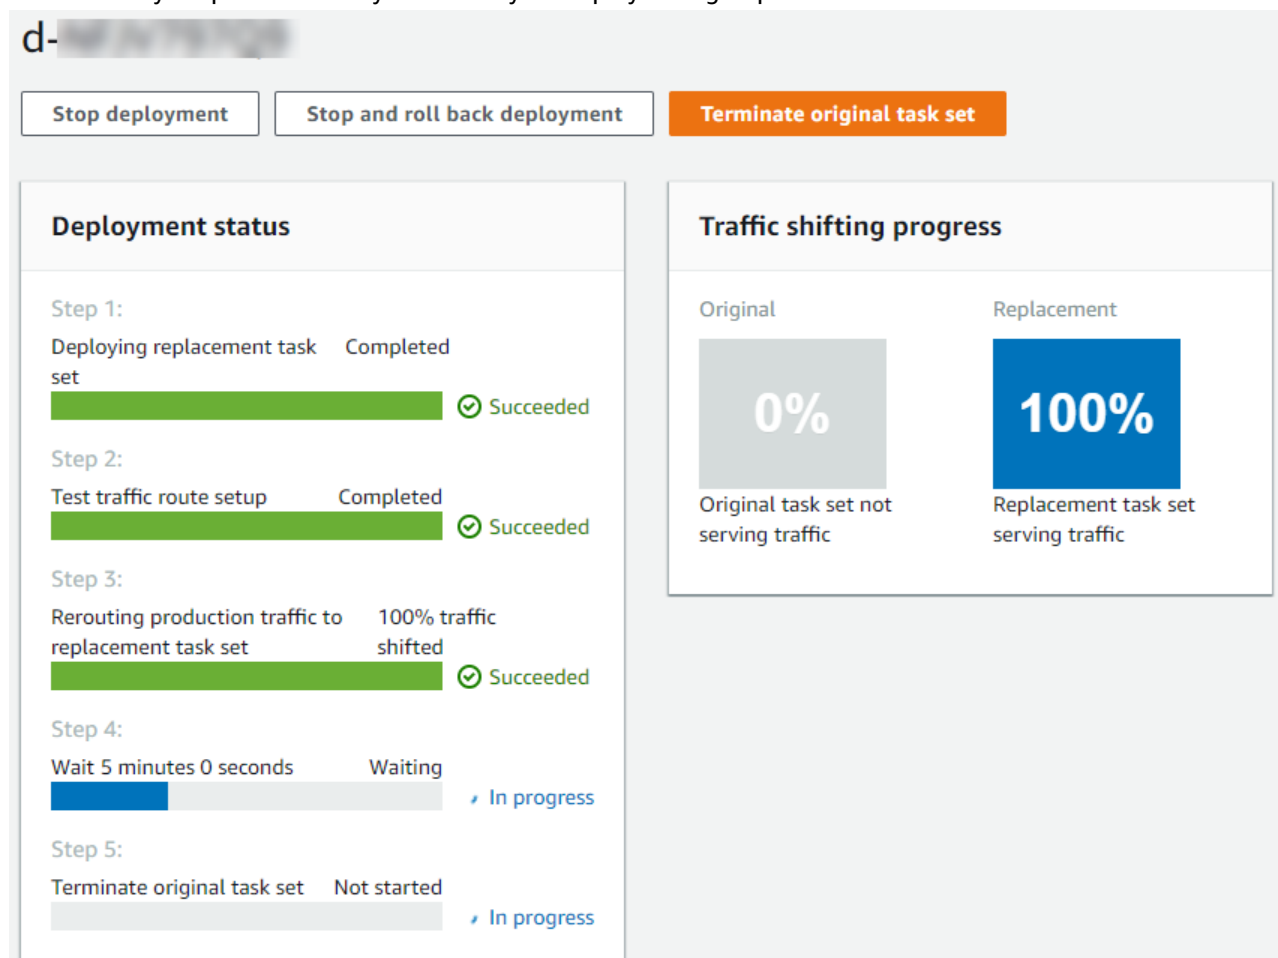 d-
Stop deployment
Stop and roll back deployment
Terminate original task set
Deployment status
Step 1:
Deploying replacement task set
Completed
Succeeded
Step 2:
Test traffic route setup
Completed
Succeeded
Step 3:
Rerouting production traffic to
replacement task set
100% traffic
shifted
Succeeded
Step 4:
Wait 5 minutes 0 seconds
Waiting
In progress
Step 5:
Terminate original task set
Not started
In progress
Traffic shifting progress
Original
0%
Original task set not
serving traffic
Replacement
100%
Replacement task set
serving traffic